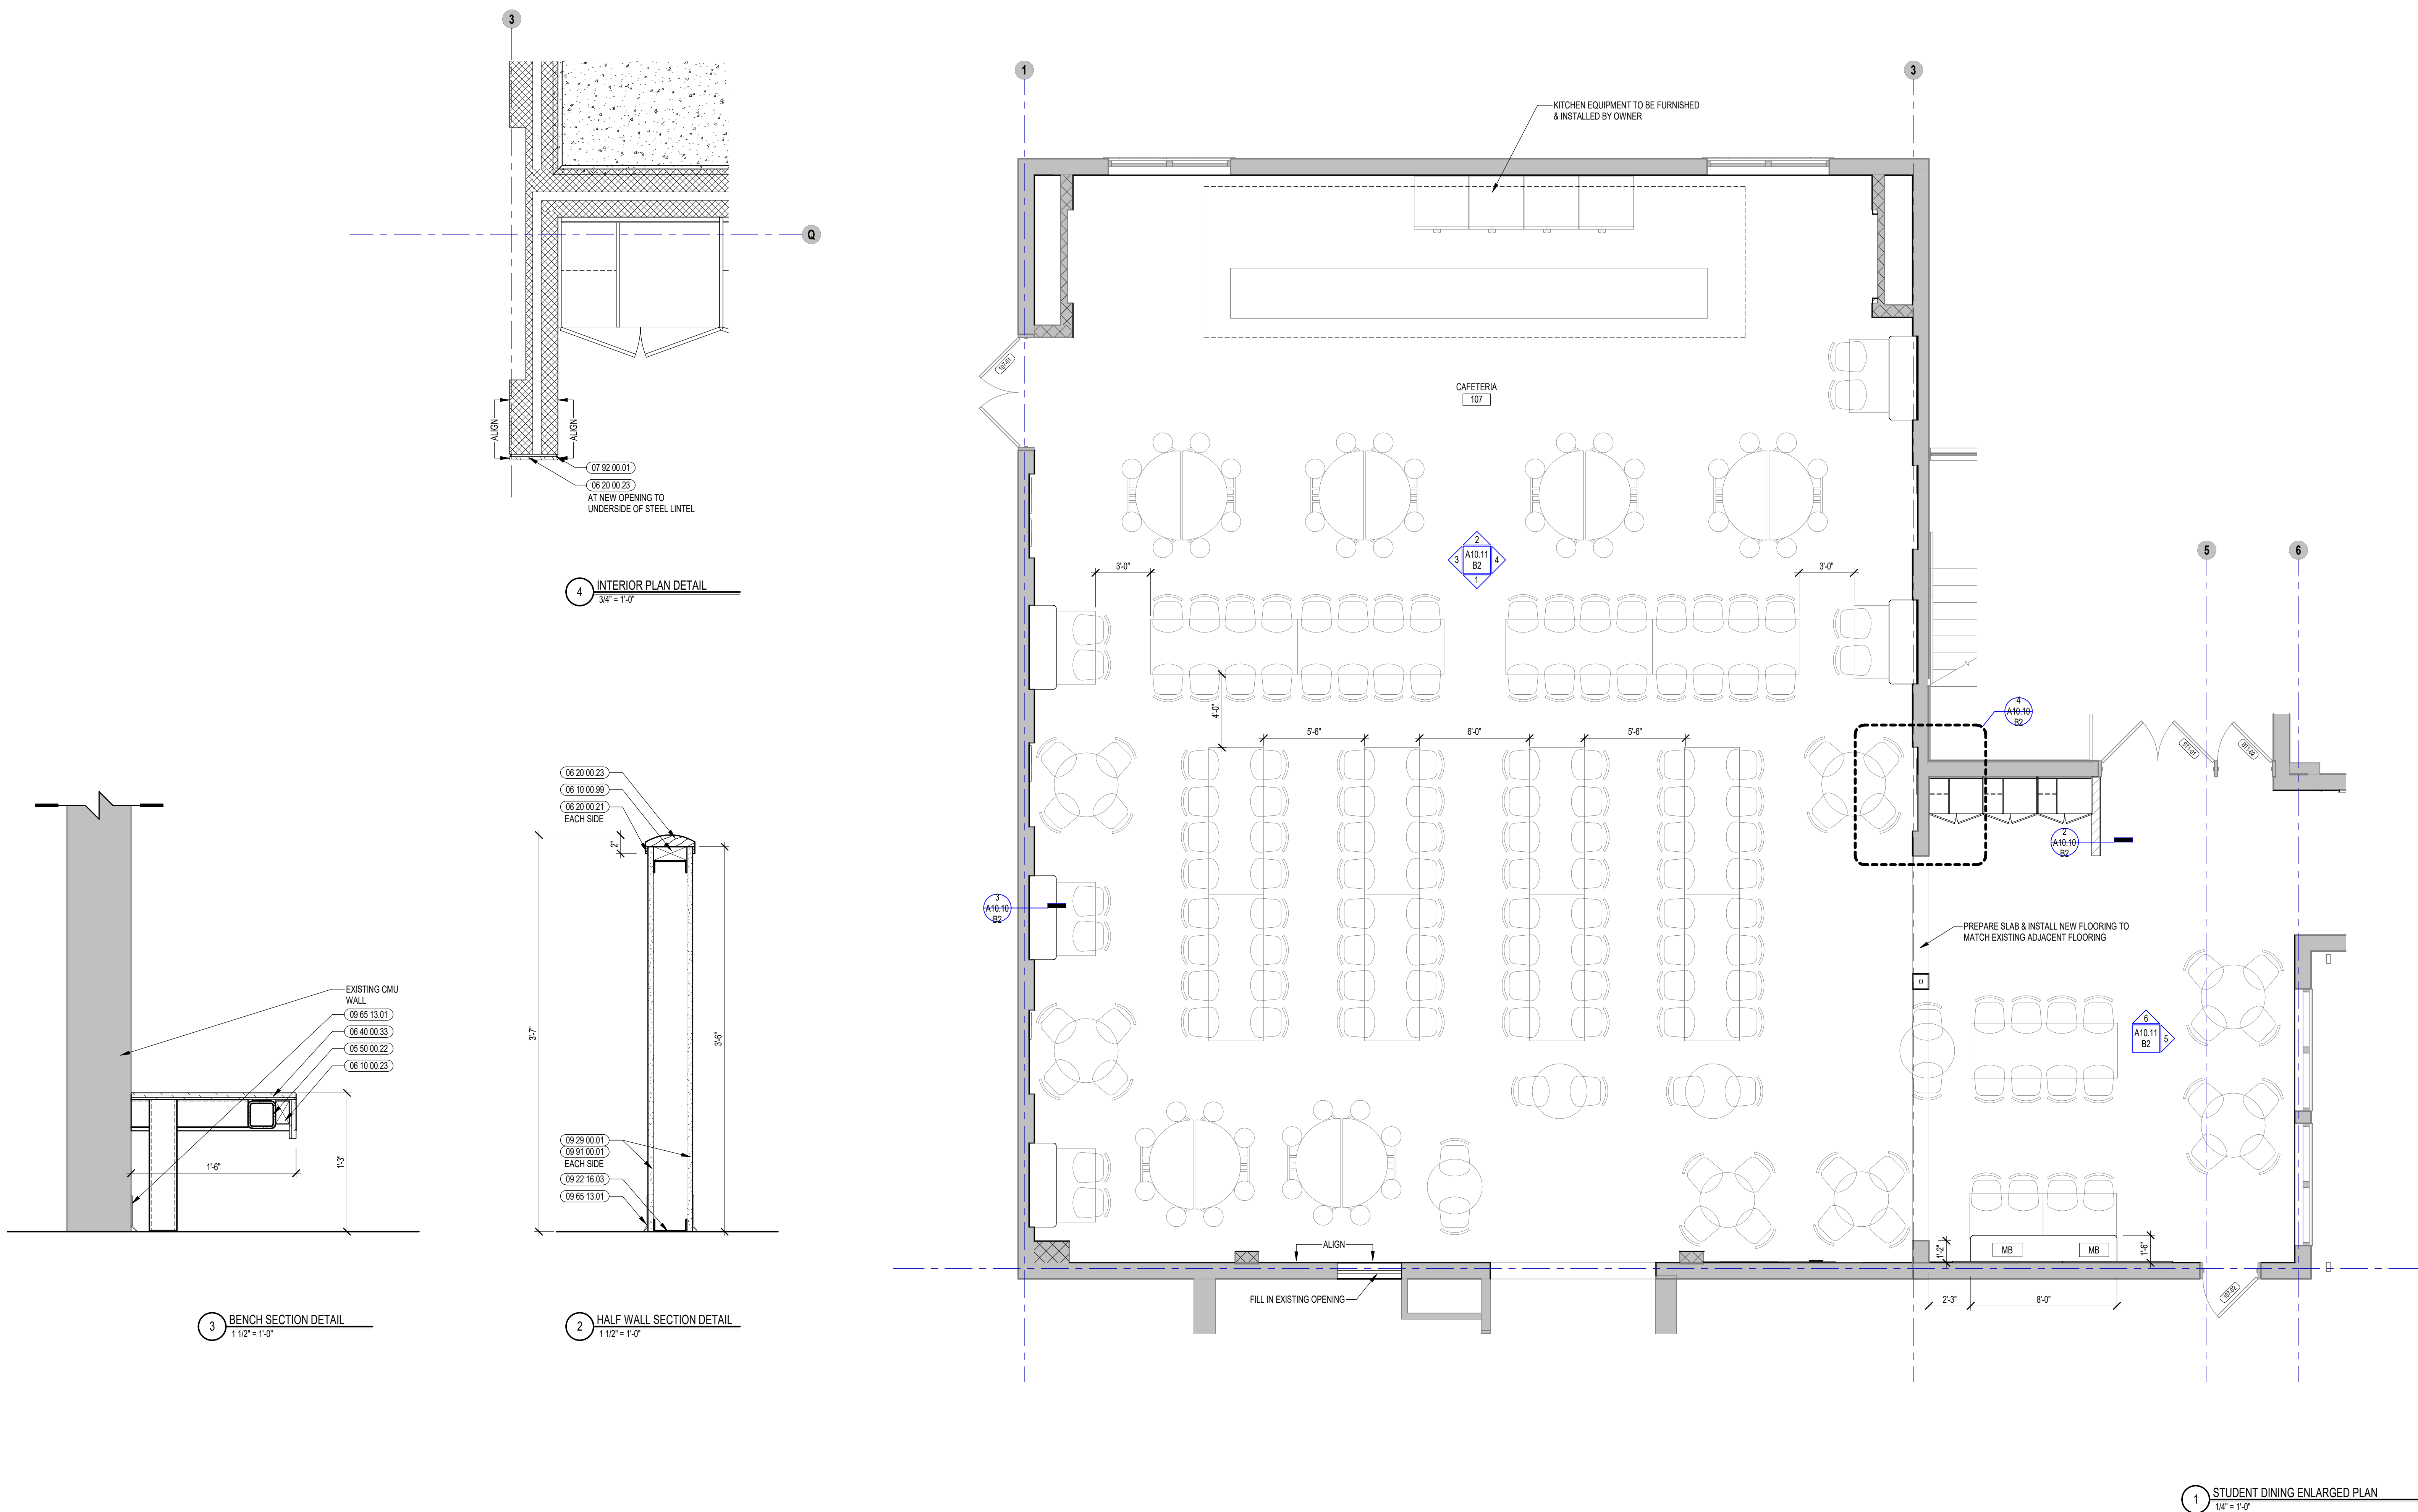 3
Q
ALIGN
ALIGN
07 92 00.01
06 20 00.23
AT NEW OPENING TO
UNDERSIDE OF STEEL LINTEL
4
INTERIOR PLAN DETAIL
3/4" = 1'-0"
EXISTING CMU
WALL
09 65 13.01
06 40 00.33
05 50 00.22
06 10 00.23
1'-6"
1'-3"
3
BENCH SECTION DETAIL
1 1/2" = 1'-0"
06 20 00.23
06 10 00.99
06 20 00.21
EACH SIDE
2"
3'-7"
3'-6"
09 29 00.01
09 91 00.01
EACH SIDE
09 22 16.03
09 65 13.01
2
HALF WALL SECTION DETAIL
1 1/2" = 1'-0"
1
3
KITCHEN EQUIPMENT TO BE FURNISHED
& INSTALLED BY OWNER
107-01
CAFETERIA
107
2
3
A10.11
4
B2
1
3'-0"
3'-0"
5
6
4'-0"
5'-6"
6'-0"
5'-6"
4
A10.10
B2
ST1-01
ST1-02
2
A10.10
B2
3
A10.10
B2
PREPARE SLAB & INSTALL NEW FLOORING TO
MATCH EXISTING ADJACENT FLOORING
6
A10.11
5
B2
ALIGN
1'-2"
MB
MB
1'-6"
FILL IN EXISTING OPENING
2'-3"
8'-0"
107-02
1
STUDENT DINING ENLARGED PLAN
1/4" = 1'-0"